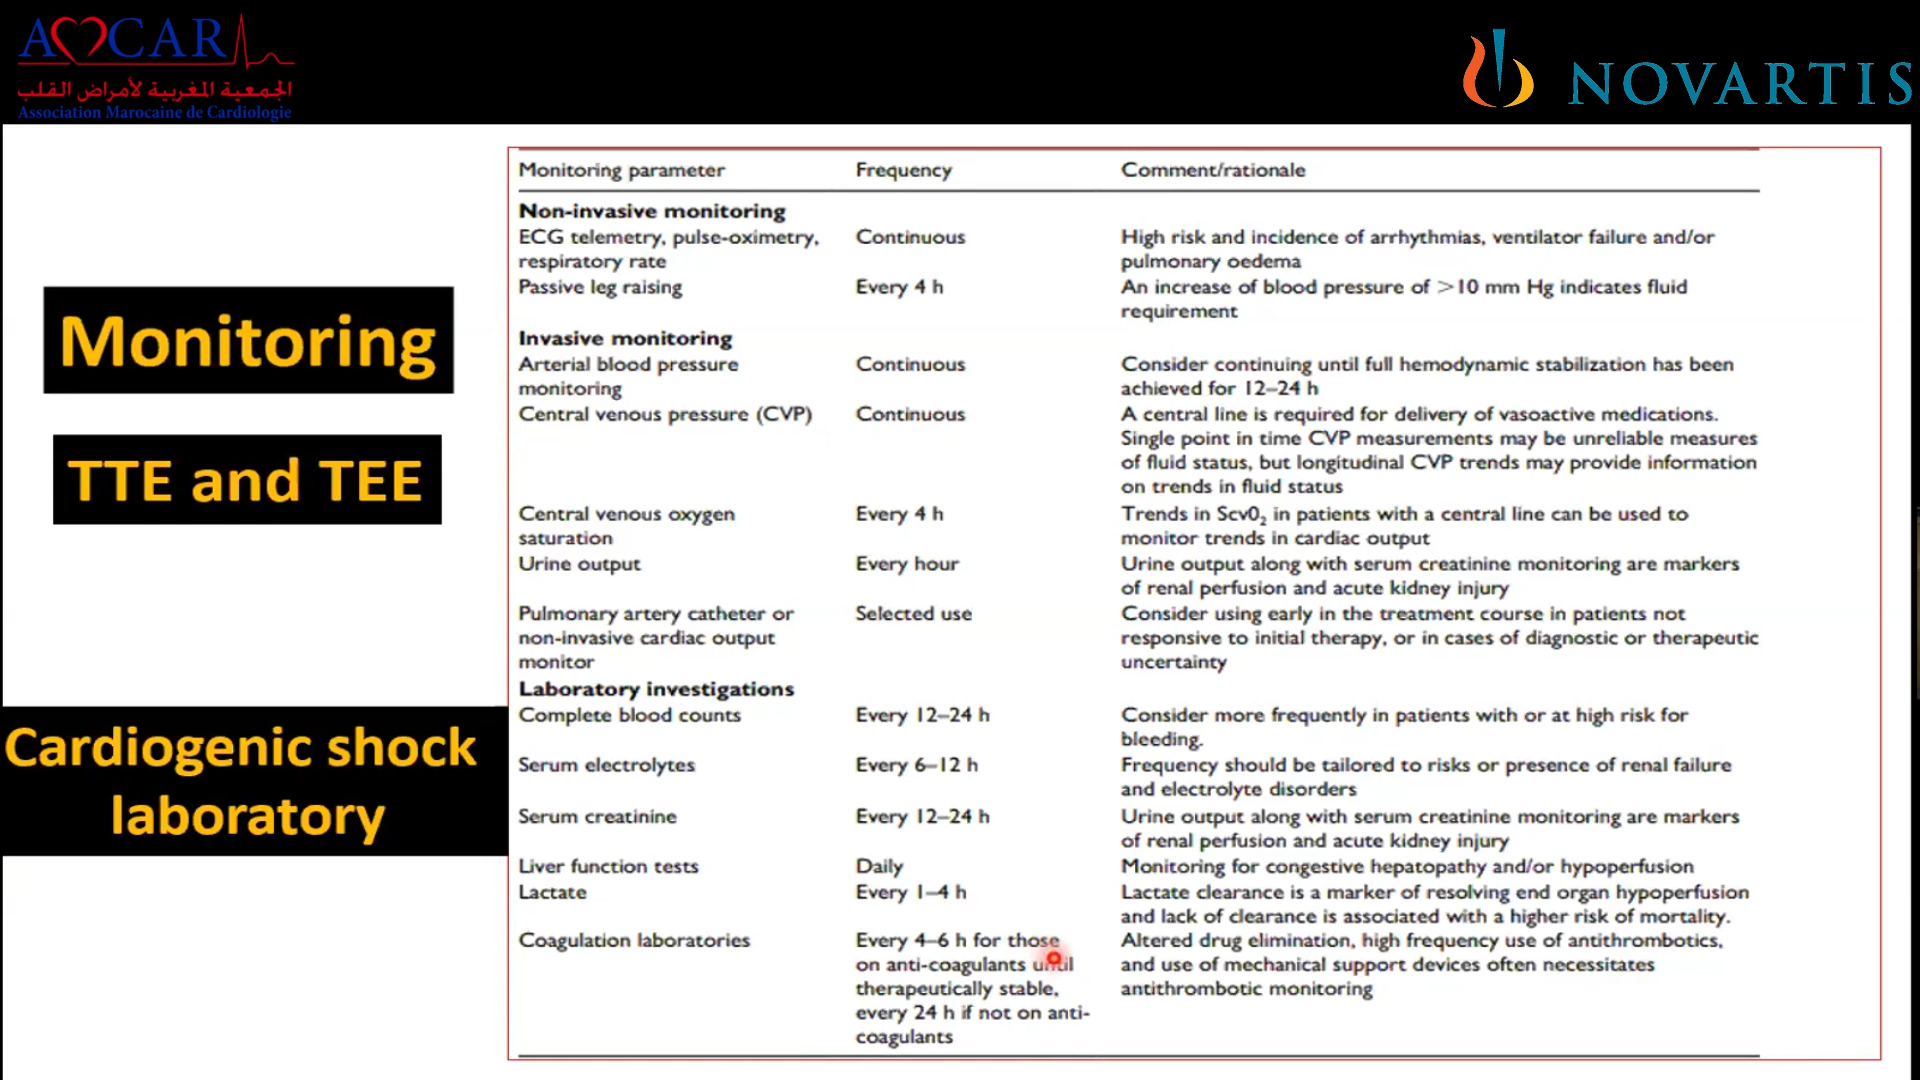 AMCAR
الجمعية المغربية لأمراض القلب
Association Marocaine de Cardiologie
NOVARTIS
Monitoring
TTE and TEE
Cardiogenic shock
laboratory
Monitoring parameter Frequency Comment/rationale
Non-invasive monitoring
ECG telemetry, pulse-oximetry, Continuous High risk and incidence of arrhythmias, ventilator failure and/or
respiratory rate pulmonary oedema
Passive leg raising Every 4 h An increase of blood pressure of >10 mm Hg indicates fluid
requirement
Invasive monitoring
Arterial blood pressure Continuous Consider continuing until full hemodynamic stabilization has been
monitoring achieved for 12–24 h
Central venous pressure (CVP) Continuous A central line is required for delivery of vasoactive medications.
Single point in time CVP measurements may be unreliable measures
of fluid status, but longitudinal CVP trends may provide information
on trends in fluid status
Central venous oxygen Every 4 h Trends in Scv0₂ in patients with a central line can be used to
saturation monitor trends in cardiac output
Urine output Every hour Urine output along with serum creatinine monitoring are markers
of renal perfusion and acute kidney injury
Pulmonary artery catheter or Selected use Consider using early in the treatment course in patients not
non-invasive cardiac output responsive to initial therapy, or in cases of diagnostic or therapeutic
monitor uncertainty
Laboratory investigations
Complete blood counts Every 12–24 h Consider more frequently in patients with or at high risk for
bleeding.
Serum electrolytes Every 6–12 h Frequency should be tailored to risks or presence of renal failure
and electrolyte disorders
Serum creatinine Every 12–24 h Urine output along with serum creatinine monitoring are markers
of renal perfusion and acute kidney injury
Liver function tests Daily Monitoring for congestive hepatopathy and/or hypoperfusion
Lactate Every 1–4 h Lactate clearance is a marker of resolving end organ hypoperfusion
and lack of clearance is associated with a higher risk of mortality.
Coagulation laboratories Every 4–6 h for those Altered drug elimination, high frequency use of antithrombotics,
on anti-coagulants until and use of mechanical support devices often necessitates
therapeutically stable, antithrombotic monitoring
every 24 h if not on anti-
coagulants